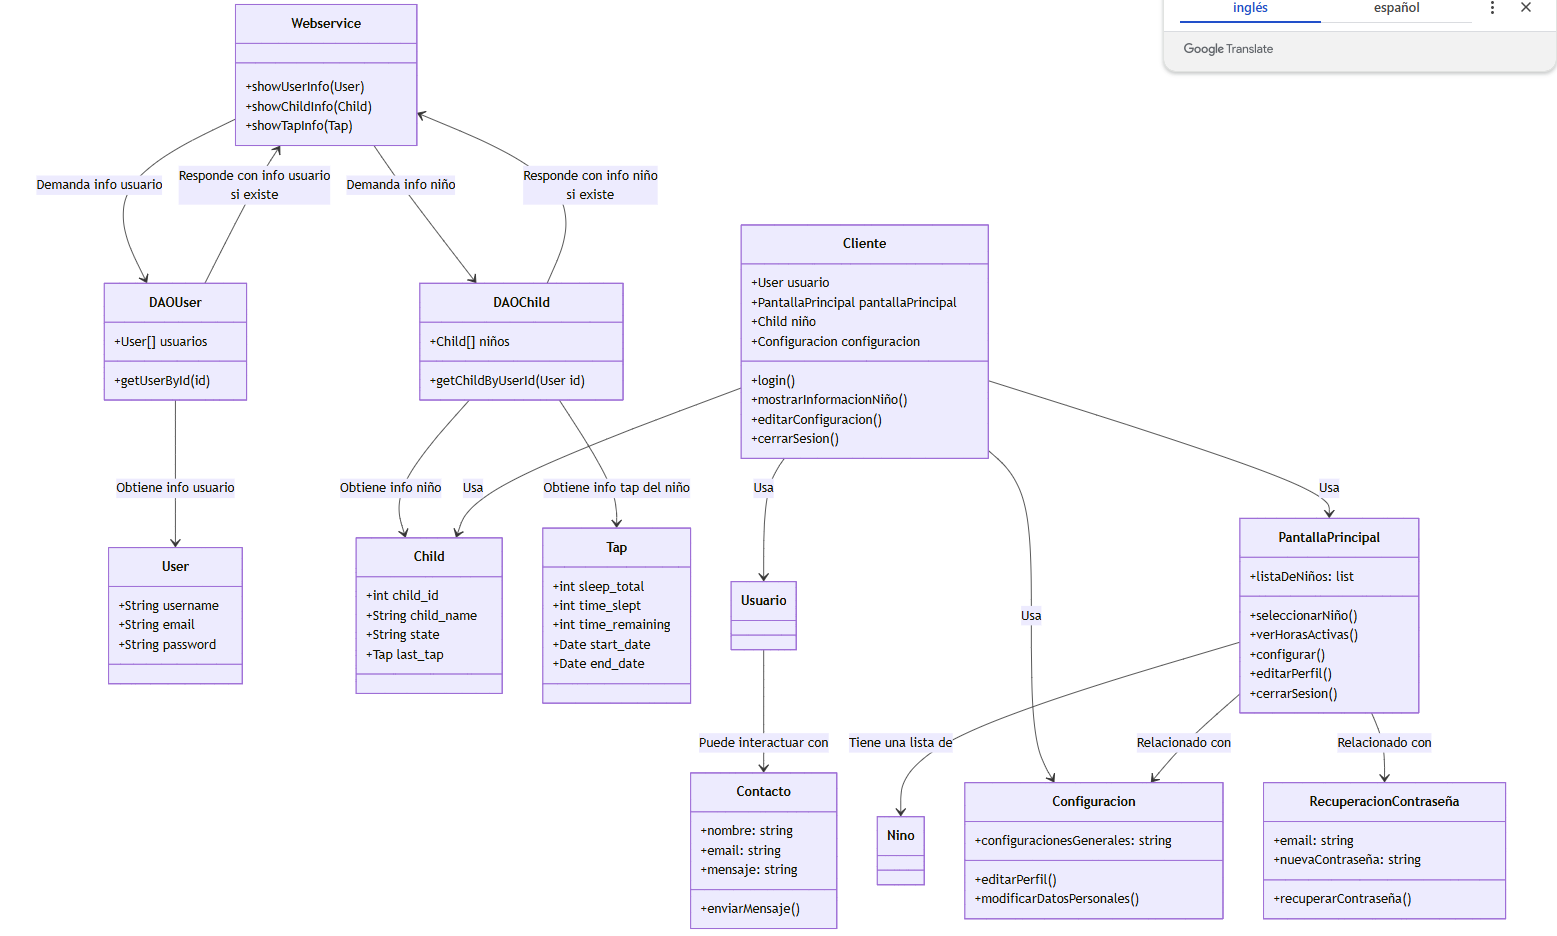 inglés
español
Google Translate
Webservice
+showUserInfo(User)
+showChildInfo(Child)
+showTapInfo(Tap)
Demanda info usuario
Responde con info usuario
si existe
Demanda info niño
Responde con info niño
si existe
DAOUser
+User[] usuarios
+getUserById(id)
DAOChild
+Child[] niños
+getChildByUserId(User id)
Cliente
+User usuario
+PantallaPrincipal pantallaPrincipal
+Child niño
+Configuracion configuracion
+login()
+mostrarInformacionNiño()
+editarConfiguracion()
+cerrarSesion()
Obtiene info usuario
Obtiene info niño
Usa
Obtiene info tap del niño
Usa
Usa
Usa
User
+String username
+String email
+String password
Child
+int child_id
+String child_name
+String state
+Tap last_tap
Tap
+int sleep_total
+int time_slept
+int time_remaining
+Date start_date
+Date end_date
Usuario
PantallaPrincipal
+listaDeNiños: list
+seleccionarNiño()
+verHorasActivas()
+configurar()
+editarPerfil()
+cerrarSesion()
Puede interactuar con
Tiene una lista de
Relacionado con
Relacionado con
Contacto
+nombre: string
+email: string
+mensaje: string
+enviarMensaje()
Nino
Configuracion
+configuracionesGenerales: string
+editarPerfil()
+modificarDatosPersonales()
RecuperacionContraseña
+email: string
+nuevaContraseña: string
+recuperarContraseña()